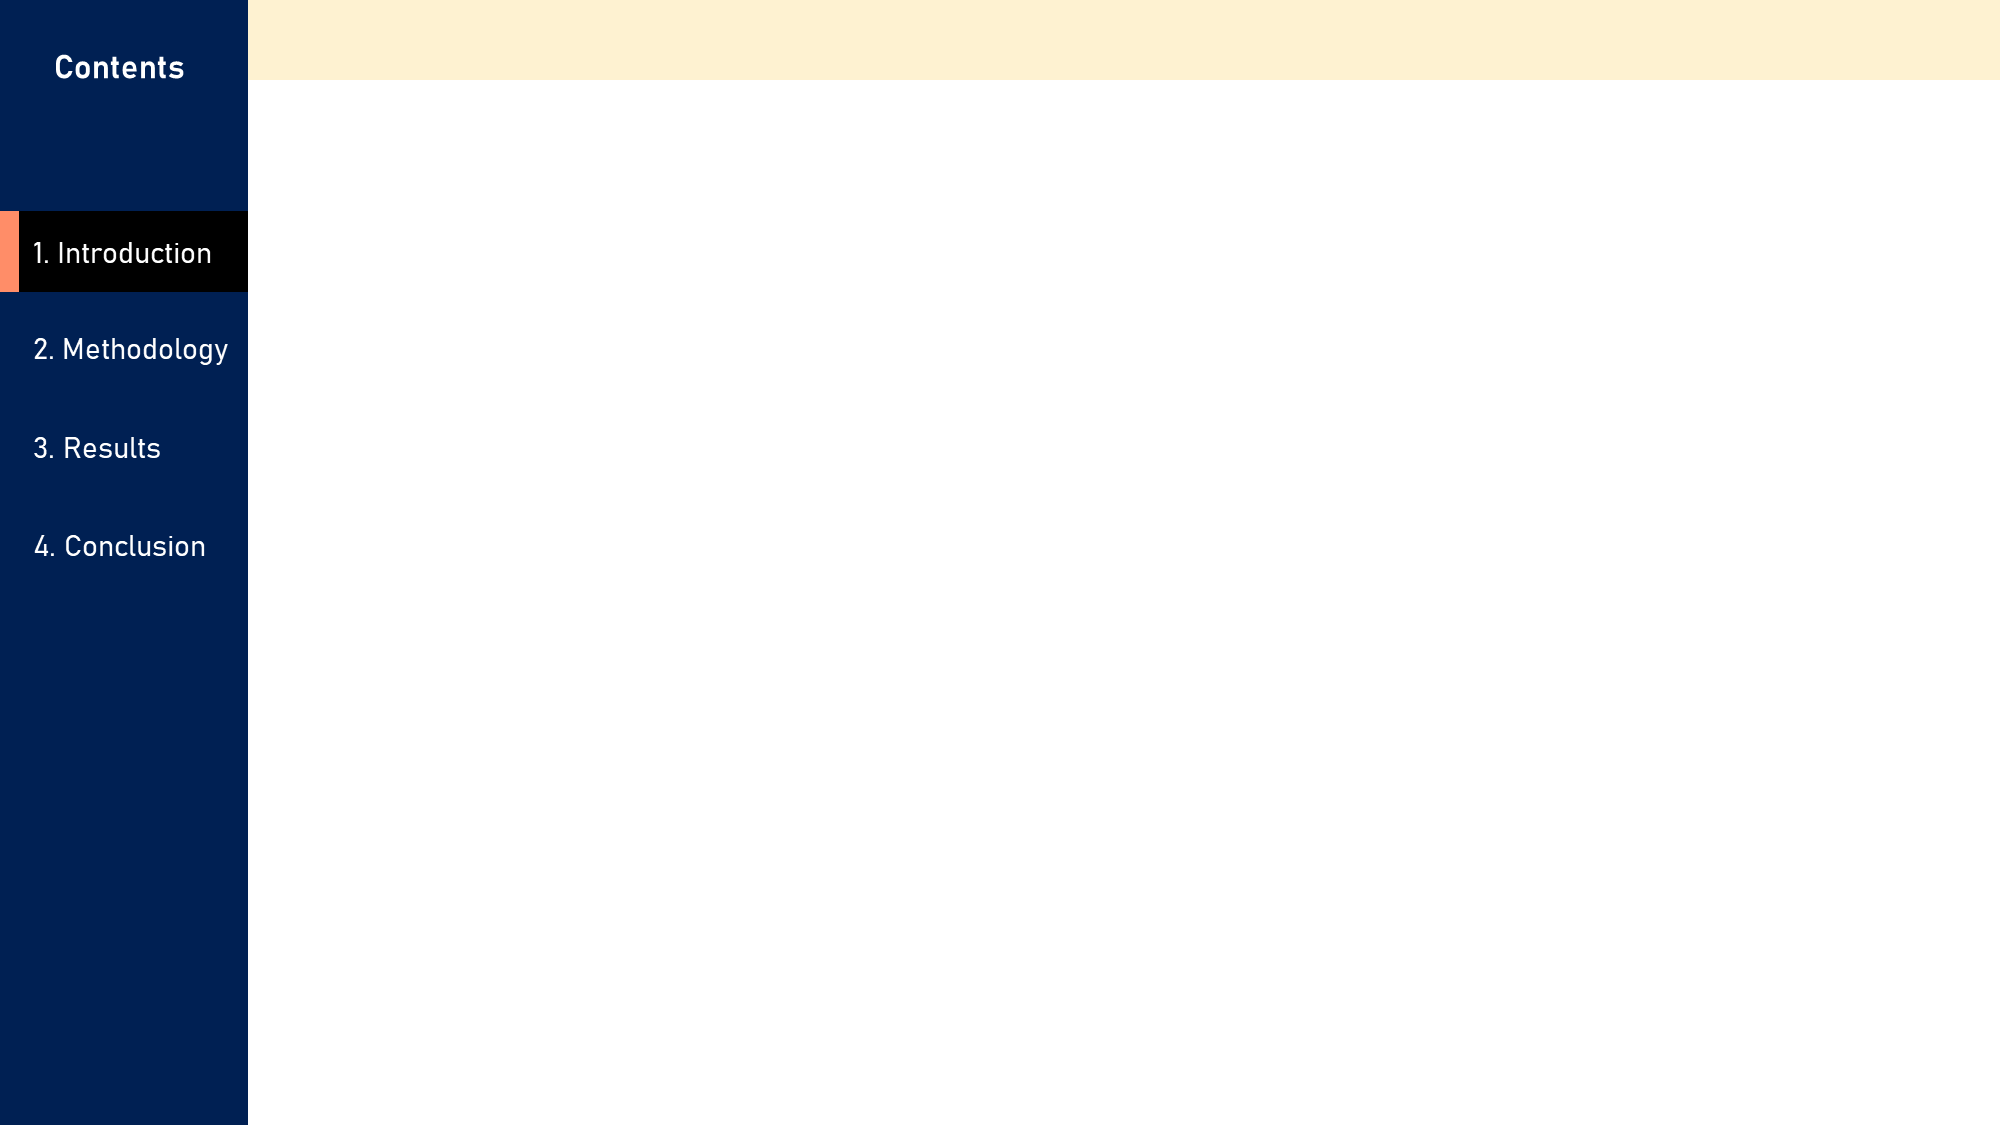 Contents
1. Introduction
2. Methodology
3. Results
4. Conclusion